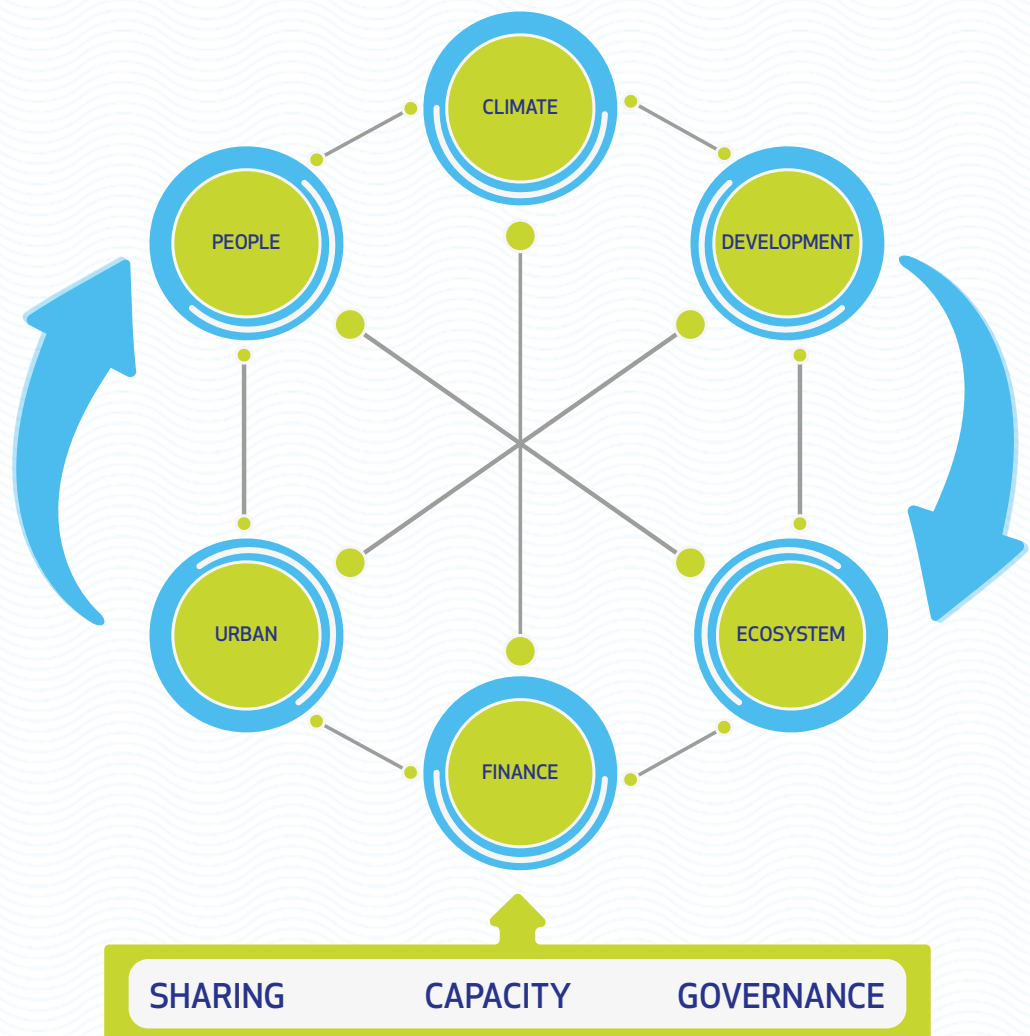 CLIMATE
PEOPLE
DEVELOPMENT
URBAN
ECOSYSTEM
FINANCE
SHARING CAPACITY GOVERNANCE